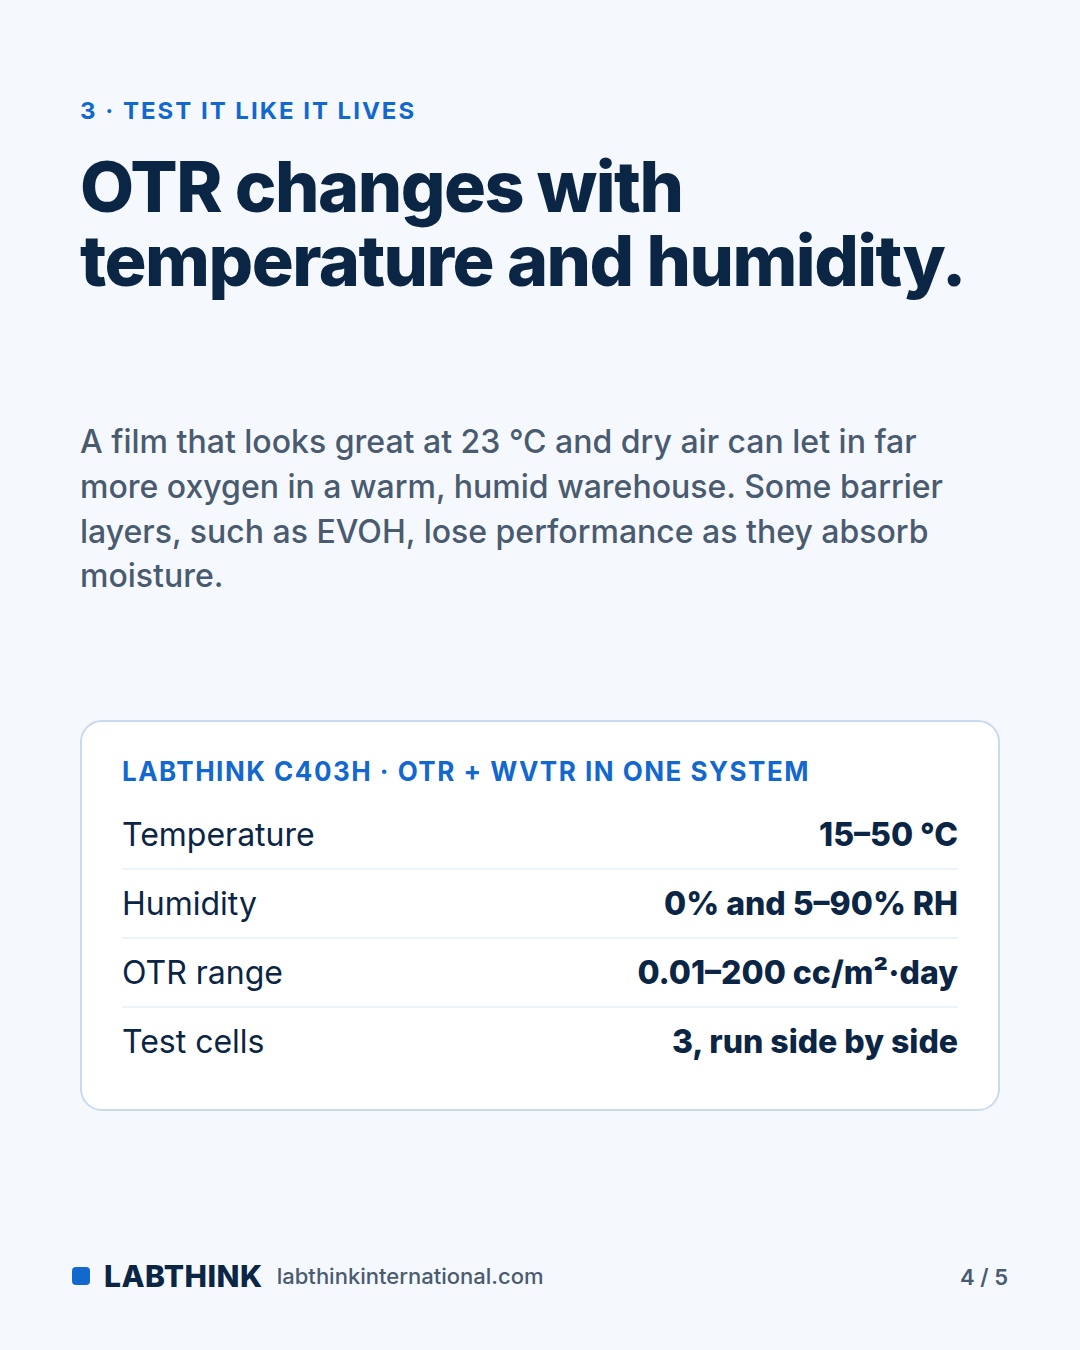 3 · TEST IT LIKE IT LIVES
OTR changes with
temperature and humidity.
A film that looks great at 23 °C and dry air can let in far
more oxygen in a warm, humid warehouse. Some barrier
layers, such as EVOH, lose performance as they absorb
moisture.
LABTHINK C403H · OTR + WVTR IN ONE SYSTEM
Temperature 15–50 °C
Humidity 0% and 5–90% RH
OTR range 0.01–200 cc/m²·day
Test cells 3, run side by side
LABTHINK labthinkinternational.com 4 / 5